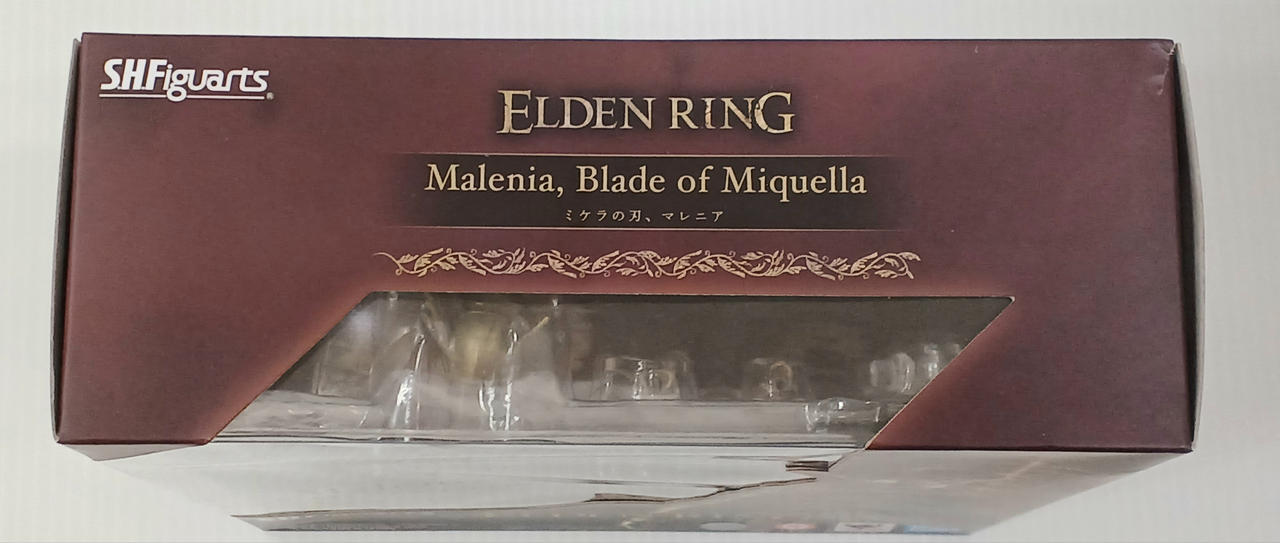 S.H.Figuarts®
ELDEN RING
Malenia, Blade of Miquella
ミケラの刃、マレニア